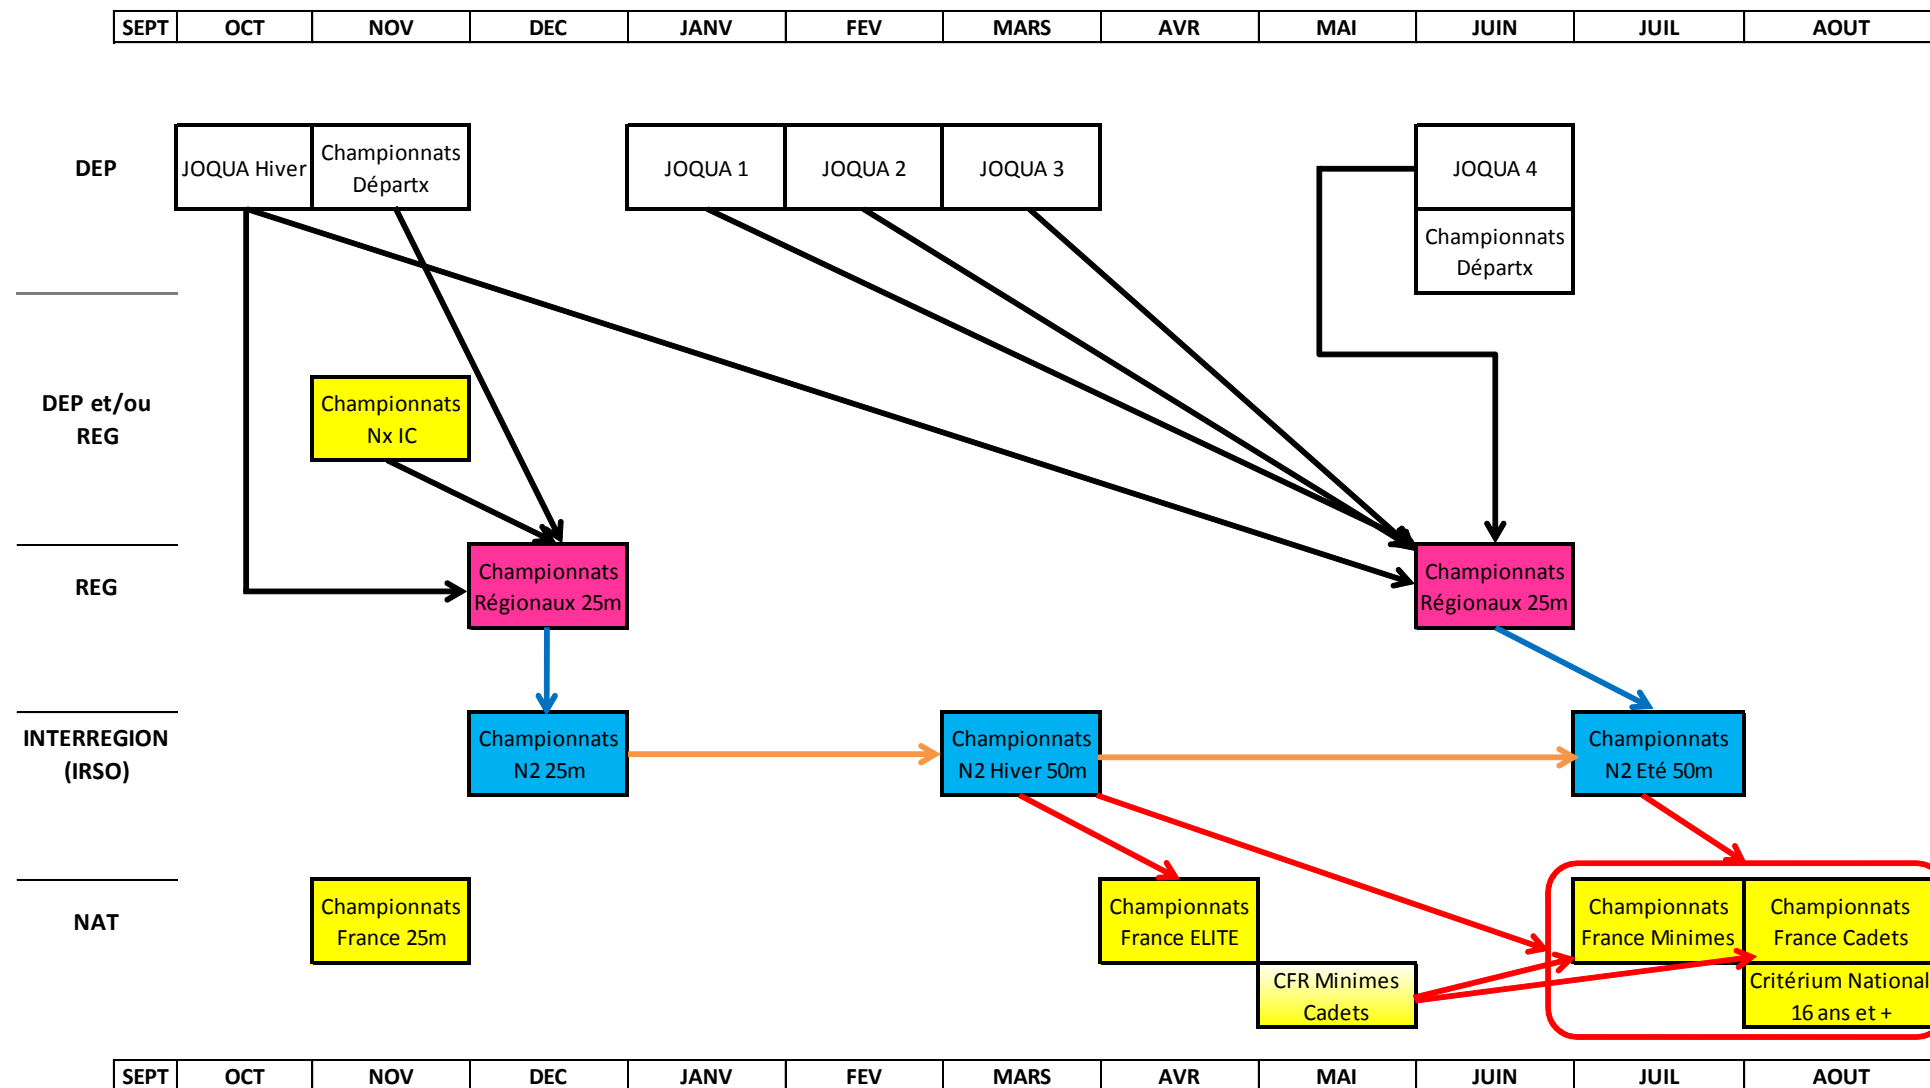 SEPT OCT NOV DEC JANV FEV MARS AVR MAI JUIN JUIL AOUT
DEP
JOQUA Hiver
Championnats
Départx
JOQUA 1
JOQUA 2
JOQUA 3
JOQUA 4
Championnats
Départx
DEP et/ou
REG
Championnats
Nx IC
REG
Championnats
Régionaux 25m
Championnats
Régionaux 25m
INTERREGION
(IRSO)
Championnats
N2 25m
Championnats
N2 Hiver 50m
Championnats
N2 Eté 50m
NAT
Championnats
France 25m
Championnats
France ELITE
CFR Minimes
Cadets
Championnats
France Minimes
Championnats
France Cadets
Critérium National
16 ans et +
SEPT OCT NOV DEC JANV FEV MARS AVR MAI JUIN JUIL AOUT